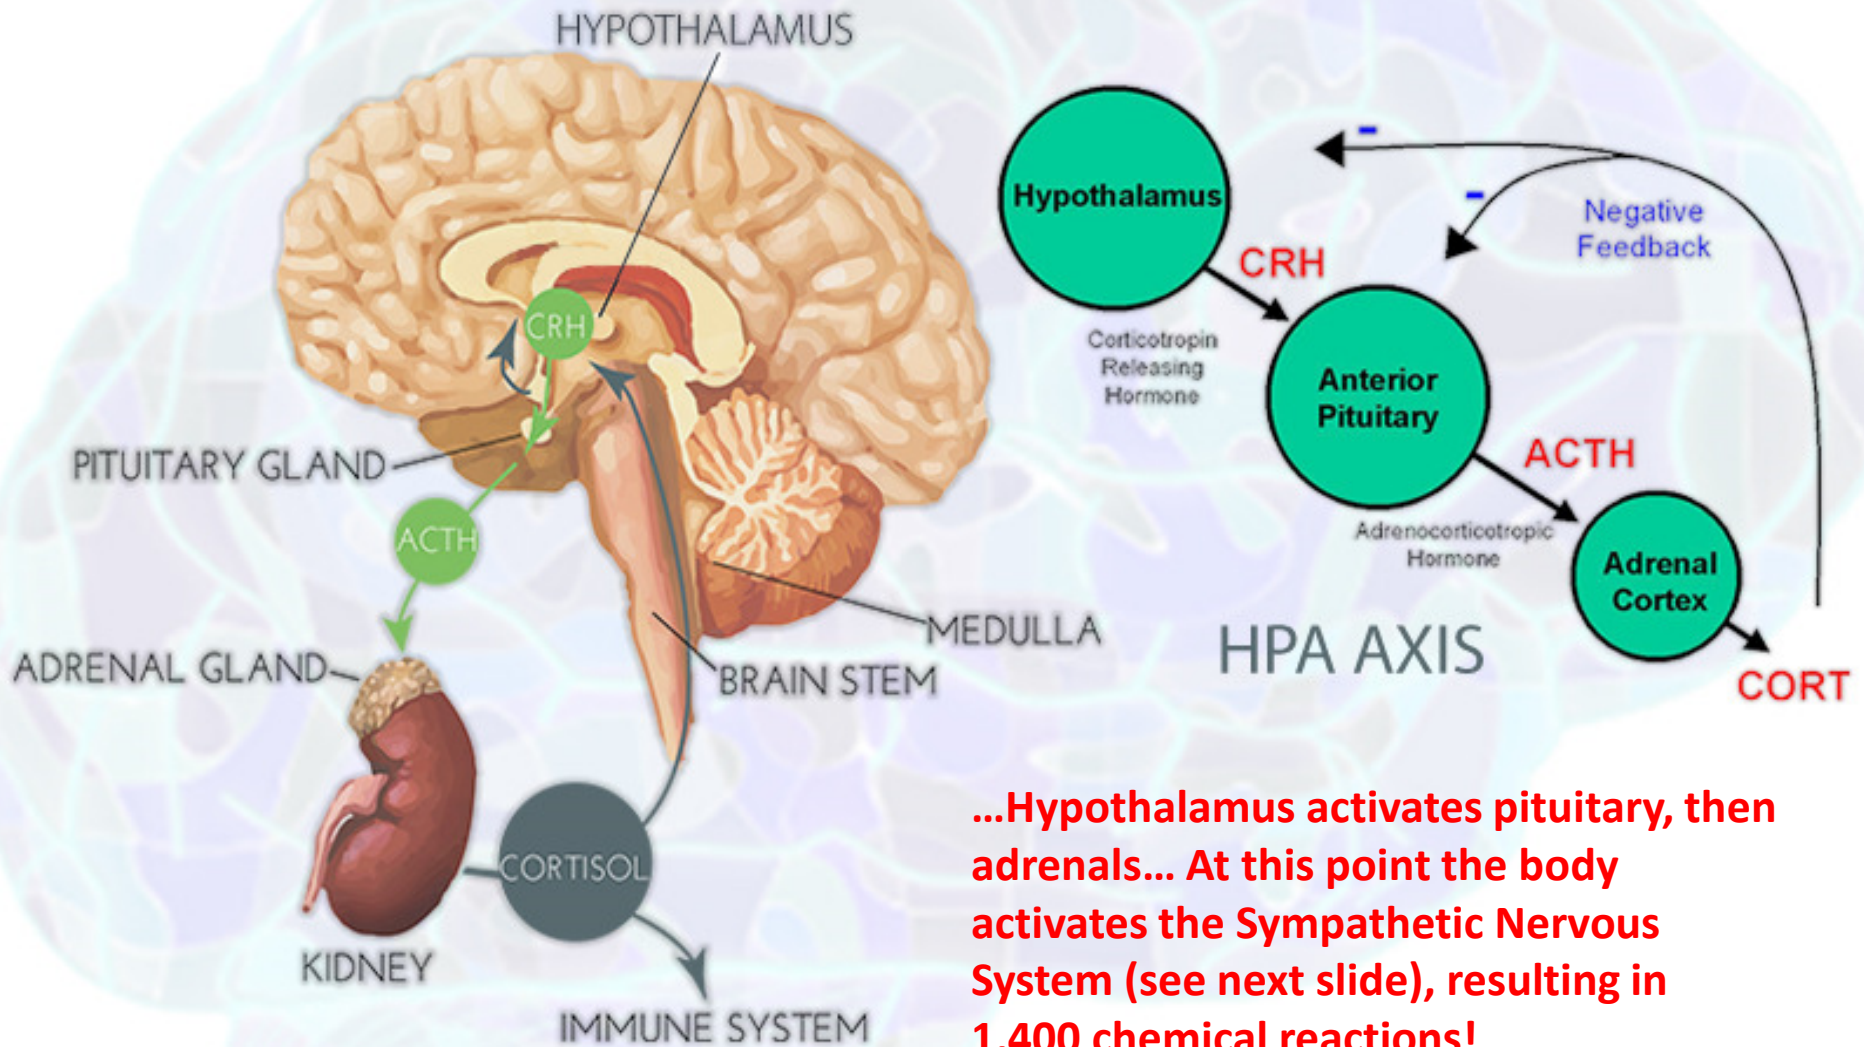 HYPOTHALAMUS
CRH
PITUITARY GLAND
ACTH
ADRENAL GLAND
MEDULLA
BRAIN STEM
CORTISOL
KIDNEY
IMMUNE SYSTEM
Hypothalamus
-
-
Negative
Feedback
CRH
Corticotropin
Releasing
Hormone
Anterior
Pituitary
ACTH
Adrenocorticotropic
Hormone
Adrenal
Cortex
HPA AXIS
CORT
...Hypothalamus activates pituitary, then
adrenals... At this point the body
activates the Sympathetic Nervous
System (see next slide), resulting in
1,400 chemical reactions!